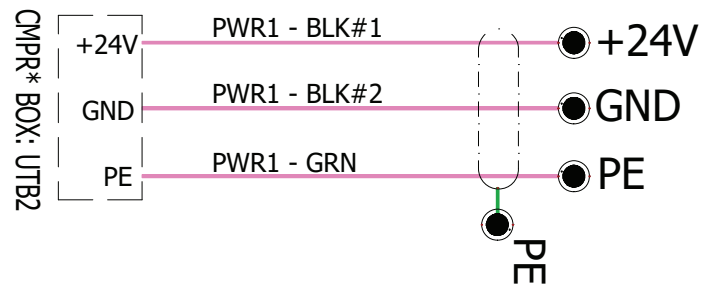 CMPR* BOX: UTB2
+24V PWR1 - BLK#1 +24V
GND PWR1 - BLK#2 GND
PE PWR1 - GRN PE
PE